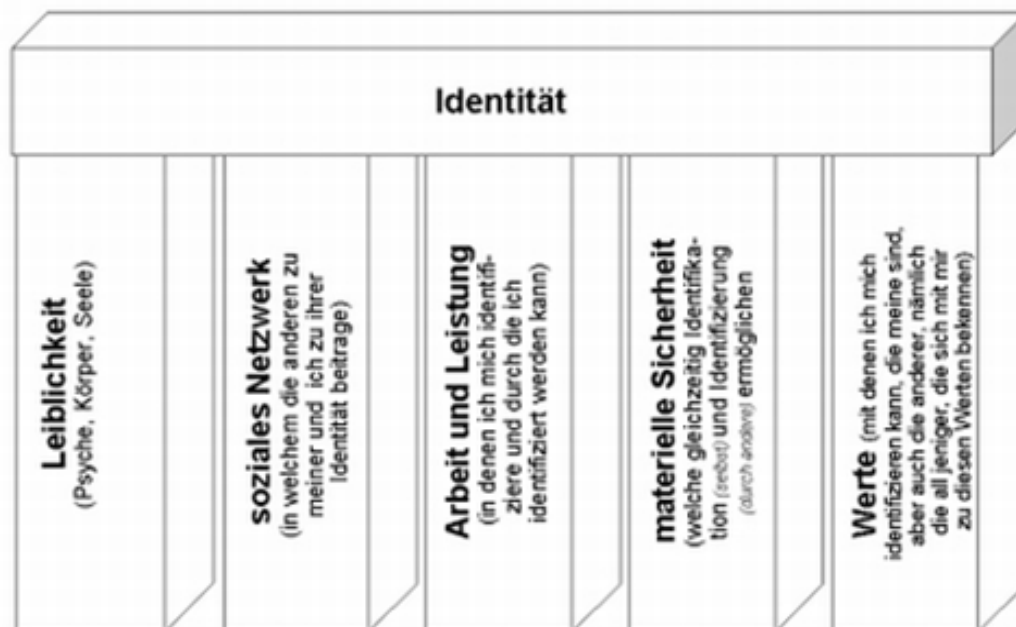 Identität
Leiblichkeit
(Psyche, Körper, Seele)
soziales Netzwerk
(in welchem die anderen zu
meiner und ich zu ihrer
Identität beitrage)
Arbeit und Leistung
(in denen ich mich identifi-
ziere und durch die ich
identifiziert werden kann)
materielle Sicherheit
(welche gleichzeitig Identifika-
tion (selbst) und Identifizierung
(durch andere) ermöglichen
Werte (mit denen ich mich
identifizieren kann, die meine sind,
aber auch die anderer, nämlich
die all jeniger, die sich mit mir
zu diesen Werten bekennen)